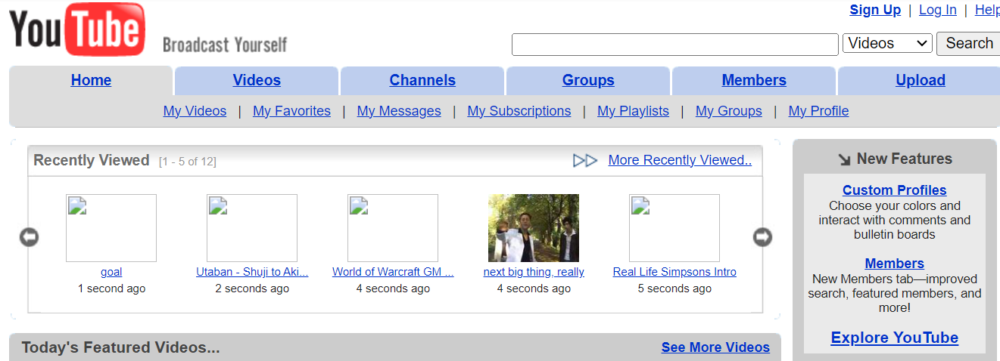 YouTube Broadcast Yourself
Sign Up | Log In | Help
Videos Search
Home Videos Channels Groups Members Upload
My Videos | My Favorites | My Messages | My Subscriptions | My Playlists | My Groups | My Profile
Recently Viewed [1 - 5 of 12] More Recently Viewed..
goal
1 second ago
Utaban - Shuji to Aki...
2 seconds ago
World of Warcraft GM ...
4 seconds ago
next big thing, really
4 seconds ago
Real Life Simpsons Intro
5 seconds ago
Today's Featured Videos... See More Videos
New Features
Custom Profiles
Choose your colors and
interact with comments and
bulletin boards
Members
New Members tab—improved
search, featured members, and
more!
Explore YouTube